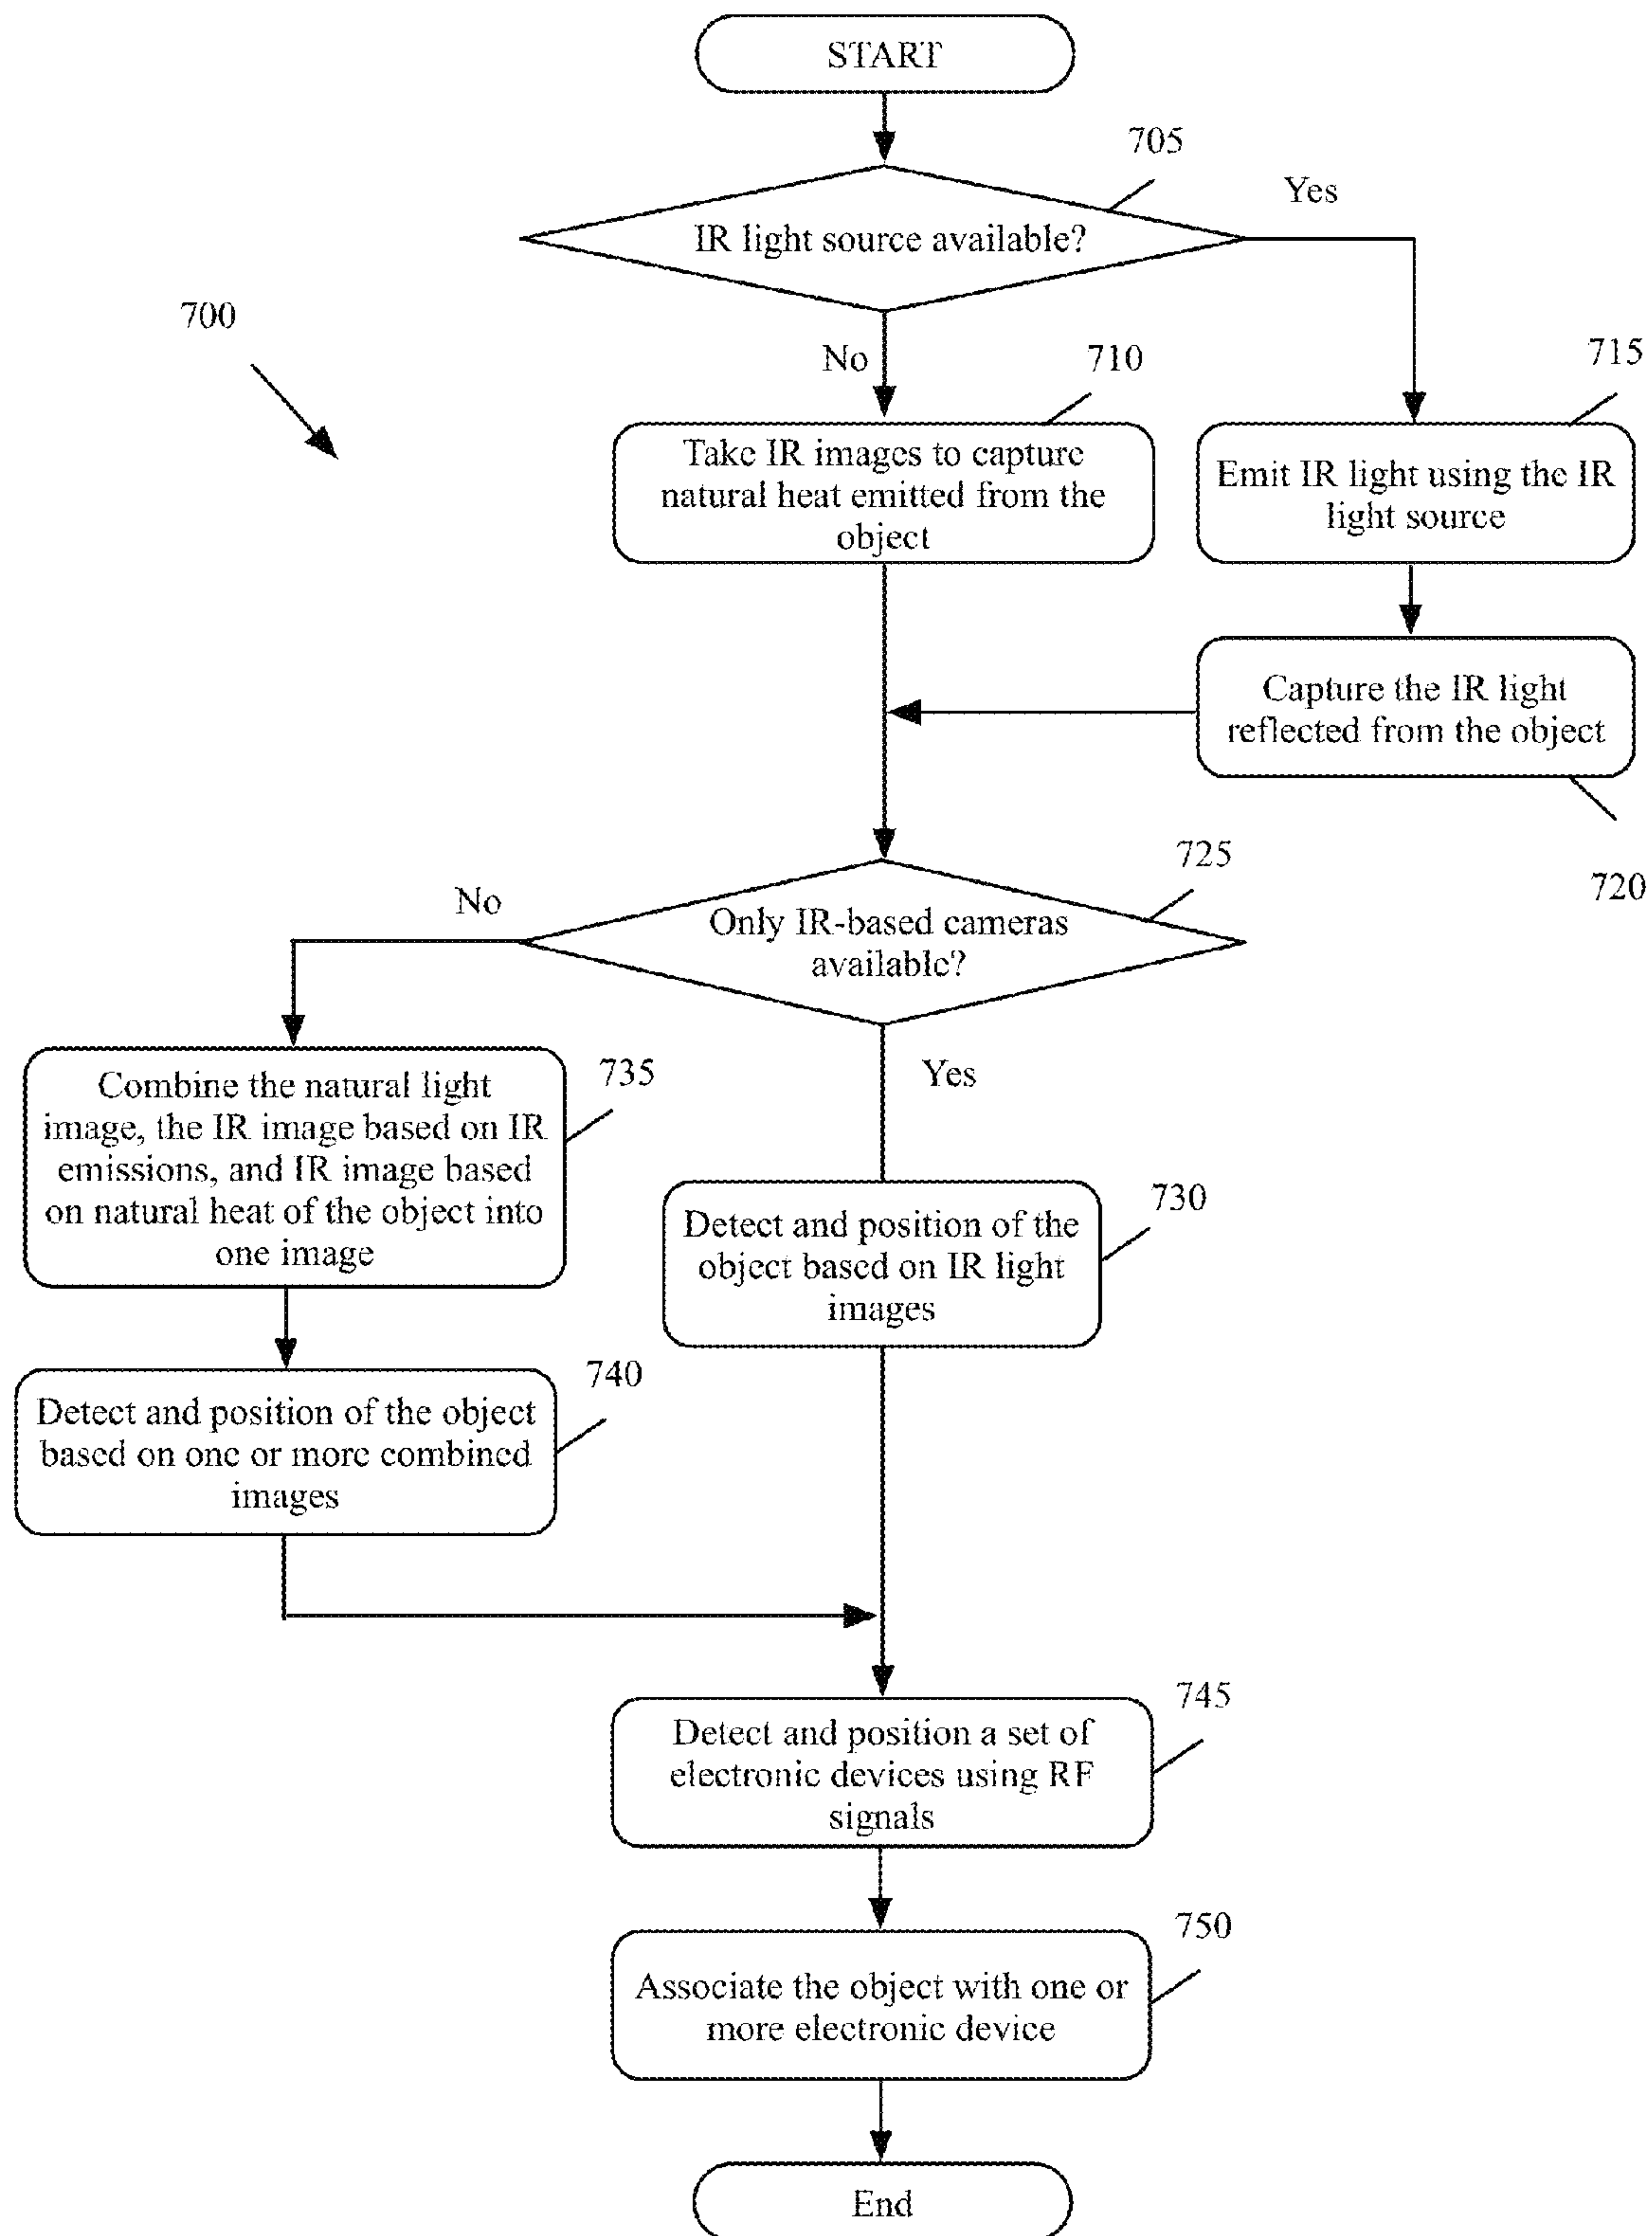 START
705
Yes
IR light source available?
700
No
710
715
Take IR images to capture
natural heat emitted from the
object
Emit IR light using the IR
light source
Capture the IR light
reflected from the object
720
725
No
Only IR-based cameras
available?
735
Yes
Combine the natural light
image, the IR image based on IR
emissions, and IR image based
on natural heat of the object into
one image
730
Detect and position of the
object based on IR light
images
740
Detect and position of the object
based on one or more combined
images
745
Detect and position a set of
electronic devices using RF
signals
750
Associate the object with one or
more electronic device
End